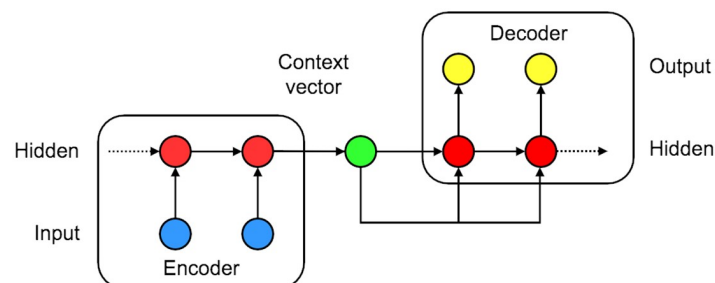 Decoder
Context
vector
Output
Hidden
Hidden
Input
Encoder